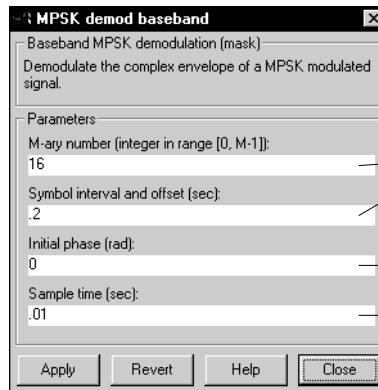 MPSK demod baseband
Baseband MPSK demodulation (mask)
Demodulate the complex envelope of a MPSK modulated
signal.
Parameters
M-ary number (integer in range [0, M-1]):
16
Symbol interval and offset (sec):
.2
Initial phase (rad):
0
Sample time (sec):
.01
Apply Revert Help Close